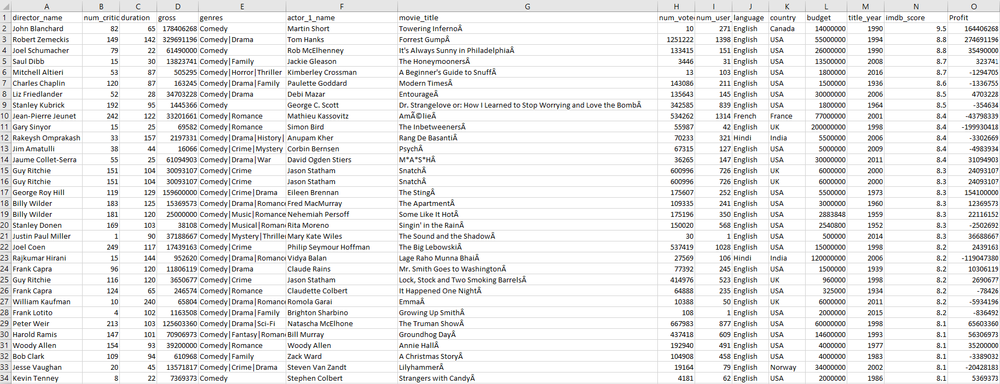 A B C D E F G H I J K L M N O
1 director_name num_critic duration gross genres actor_1_name movie_title num_vote num_user_ language country budget title_year imdb_score Profit
2 John Blanchard 82 65 178406268 Comedy Martin Short Towering InfernoÂ 10 271 English Canada 14000000 1990 9.5 164406268
3 Robert Zemeckis 149 142 329691196 Comedy|Drama Tom Hanks Forrest GumpÂ 1251222 1398 English USA 55000000 1994 8.8 274691196
4 Joel Schumacher 79 22 61490000 Comedy Rob McElhenney It's Always Sunny in PhiladelphiaÂ 133415 151 English USA 26000000 1990 8.8 35490000
5 Saul Dibb 15 30 13823741 Comedy|Family Jackie Gleason The HoneymoonersÂ 3446 31 English USA 13500000 2008 8.7 323741
6 Mitchell Altieri 53 87 505295 Comedy|Horror|Thriller Kimberley Crossman A Beginner's Guide to SnuffÂ 13 103 English USA 1800000 2016 8.7 -1294705
7 Charles Chaplin 120 87 163245 Comedy|Drama|Family Paulette Goddard Modern TimesÂ 143086 211 English USA 1500000 1936 8.6 -1336755
8 Liz Friedlander 52 28 34703228 Comedy|Drama Debi Mazar EntourageÂ 135643 145 English USA 30000000 2006 8.5 4703228
9 Stanley Kubrick 192 95 1445366 Comedy George C. Scott Dr. Strangelove or: How I Learned to Stop Worrying and Love the BombÂ 342585 839 English USA 1800000 1964 8.5 -354634
10 Jean-Pierre Jeunet 242 122 33201661 Comedy|Romance Mathieu Kassovitz AmÃ©lieÂ 534262 1314 French France 77000000 2001 8.4 -43798339
11 Gary Sinyor 15 25 69582 Comedy|Romance Simon Bird The InbetweenersÂ 55987 42 English UK 200000000 1998 8.4 -199930418
12 Rakeysh Omprakash 33 157 2197331 Comedy|Drama|History| Anupam Kher Rang De BasantiÂ 70233 321 Hindi India 5500000 2006 8.4 -3302669
13 Jim Amatulli 38 44 16066 Comedy|Crime|Mystery Corbin Bernsen PsychÂ 67315 127 English USA 5000000 2009 8.4 -4983934
14 Jaume Collet-Serra 55 25 61094903 Comedy|Drama|War David Ogden Stiers M*A*S*HÂ 36265 147 English USA 30000000 2011 8.4 31094903
15 Guy Ritchie 151 104 30093107 Comedy|Crime Jason Statham SnatchÂ 600996 726 English UK 6000000 2000 8.3 24093107
16 Guy Ritchie 151 104 30093107 Comedy|Crime Jason Statham SnatchÂ 600996 726 English UK 6000000 2000 8.3 24093107
17 George Roy Hill 119 129 159600000 Comedy|Crime|Drama Eileen Brennan The StingÂ 175607 252 English USA 5500000 1973 8.3 154100000
18 Billy Wilder 183 125 15369573 Comedy|Drama|Romanc Fred MacMurray The ApartmentÂ 109335 241 English USA 3000000 1960 8.3 12369573
19 Billy Wilder 181 120 25000000 Comedy|Music|Romance Nehemiah Persoff Some Like It HotÂ 175196 350 English USA 2883848 1959 8.3 22116152
20 Stanley Donen 169 103 38108 Comedy|Musical|Roman Rita Moreno Singin' in the RainÂ 150020 568 English USA 2540800 1952 8.3 -2502692
21 Justin Paul Miller 1 90 37188667 Comedy|Mystery|Thriller Mary Kate Wiles The Sound and the ShadowÂ 30 1 English USA 500000 2014 8.3 36688667
22 Joel Coen 249 117 17439163 Comedy|Crime Philip Seymour Hoffman The Big LebowskiÂ 537419 1028 English USA 15000000 1998 8.2 2439163
23 Rajkumar Hirani 15 144 952620 Comedy|Drama|Romanc Vidya Balan Lage Raho Munna BhaiÂ 27569 106 Hindi India 120000000 2006 8.2 -119047380
24 Frank Capra 96 120 11806119 Comedy|Drama Claude Rains Mr. Smith Goes to WashingtonÂ 77392 245 English USA 1500000 1939 8.2 10306119
25 Guy Ritchie 116 120 3650677 Comedy|Crime Jason Statham Lock, Stock and Two Smoking BarrelsÂ 414976 523 English UK 960000 1998 8.2 2690677
26 Frank Capra 124 65 246574 Comedy|Romance Claudette Colbert It Happened One NightÂ 64888 235 English USA 325000 1934 8.2 -78426
27 William Kaufman 10 240 65804 Comedy|Drama|Romanc Romola Garai EmmaÂ 10388 50 English UK 6000000 2011 8.2 -5934196
28 Frank Lotito 4 102 1163508 Comedy|Drama|Family Brighton Sharbino Growing Up SmithÂ 108 1 English USA 2000000 2015 8.2 -836492
29 Peter Weir 213 103 125603360 Comedy|Drama|Sci-Fi Natascha McElhone The Truman ShowÂ 667983 877 English USA 60000000 1998 8.1 65603360
30 Harold Ramis 147 101 70906973 Comedy|Fantasy|Roman Bill Murray Groundhog DayÂ 437418 609 English USA 14600000 1993 8.1 56306973
31 Woody Allen 154 93 39200000 Comedy|Romance Woody Allen Annie HallÂ 192940 491 English USA 4000000 1977 8.1 35200000
32 Bob Clark 109 94 610968 Comedy|Family Zack Ward A Christmas StoryÂ 104908 458 English USA 4000000 1983 8.1 -3389032
33 Jesse Vaughan 20 45 13571817 Comedy|Crime|Drama Steven Van Zandt LilyhammerÂ 19164 79 English Norway 34000000 2002 8.1 -20428183
34 Kevin Tenney 8 22 7369373 Comedy Stephen Colbert Strangers with CandyÂ 4181 62 English USA 2000000 1986 8.1 5369373